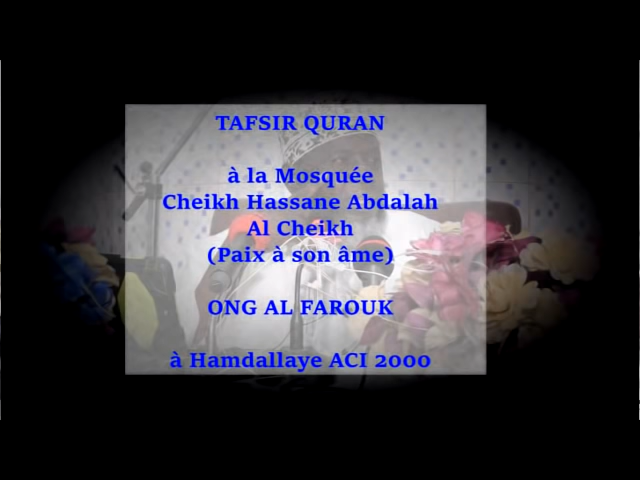 TAFSIR QURAN
à la Mosquée
Cheikh Hassane Abdalah
Al Cheikh
(Paix à son âme)
ONG AL FAROUK
à Hamdallaye ACI 2000